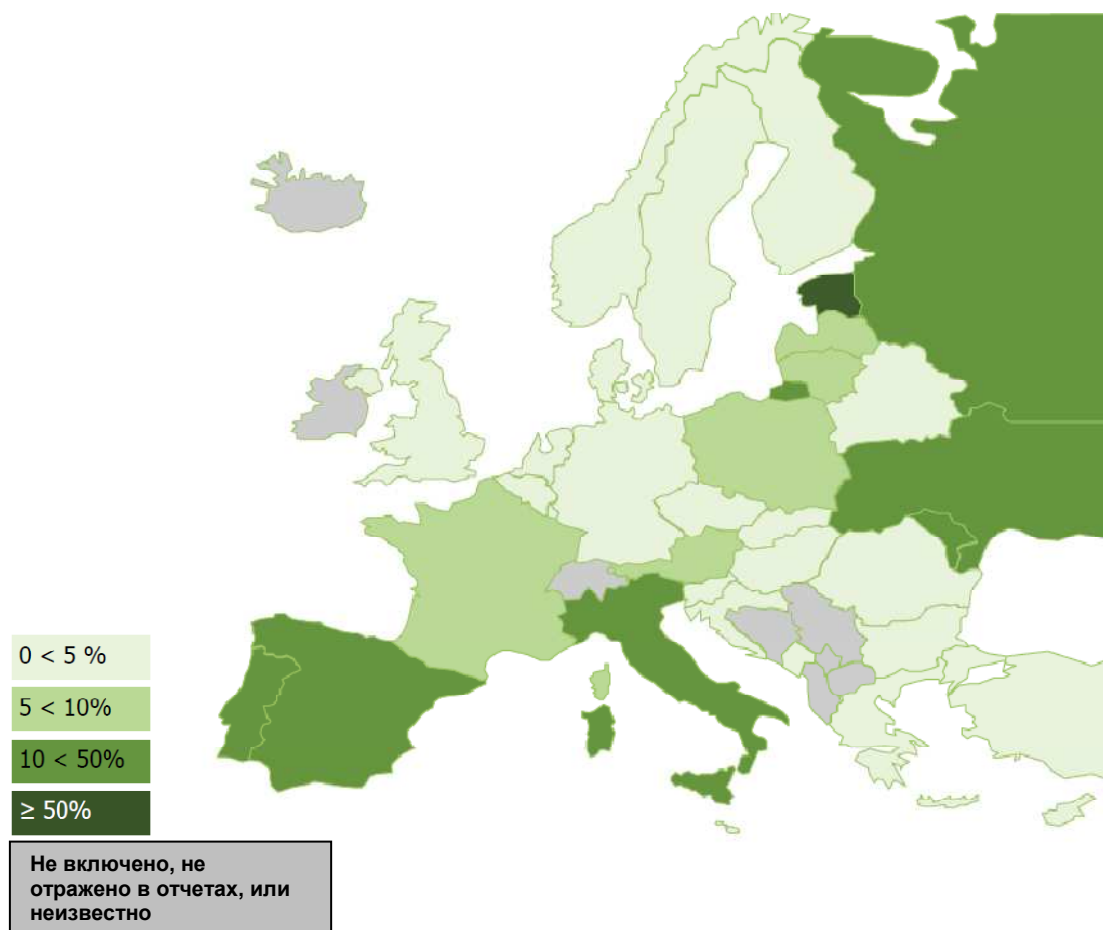 0 < 5 %
5 < 10%
10 < 50%
≥ 50%
Не включено, не
отражено в отчетах, или
неизвестно